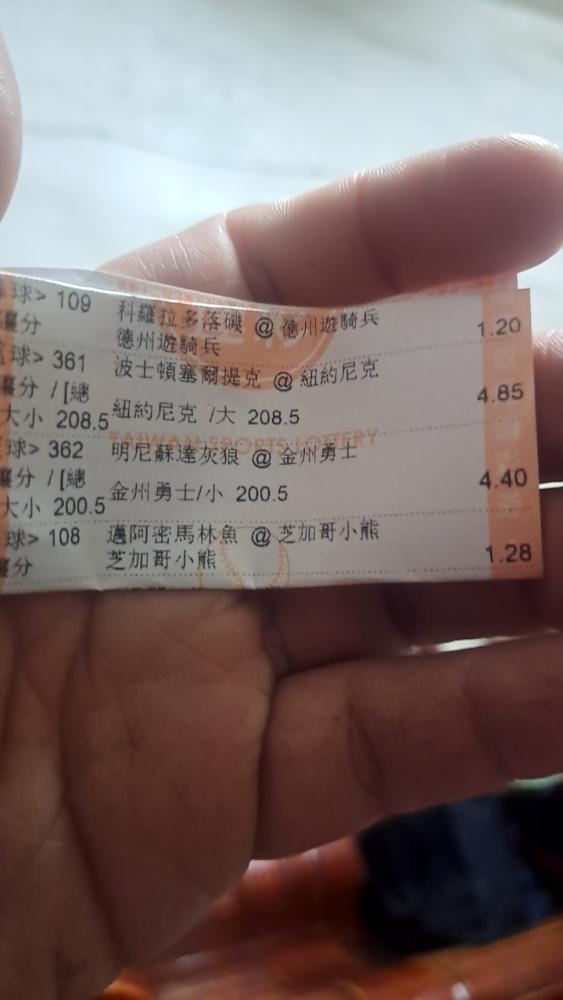 球> 109 科羅拉多落磯 @ 德州遊騎兵
讓分 德州遊騎兵 1.20
球> 361 波士頓塞爾提克 @ 紐約尼克
讓分 / [總 4.85
大小 208.5 紐約尼克 /大 208.5
TAIWAN SPORTS LOTTERY
球> 362 明尼蘇達灰狼 @ 金州勇士
讓分 / [總 4.40
大小 200.5 金州勇士/小 200.5
球> 108 邁阿密馬林魚 @ 芝加哥小熊
讓分 芝加哥小熊 1.28